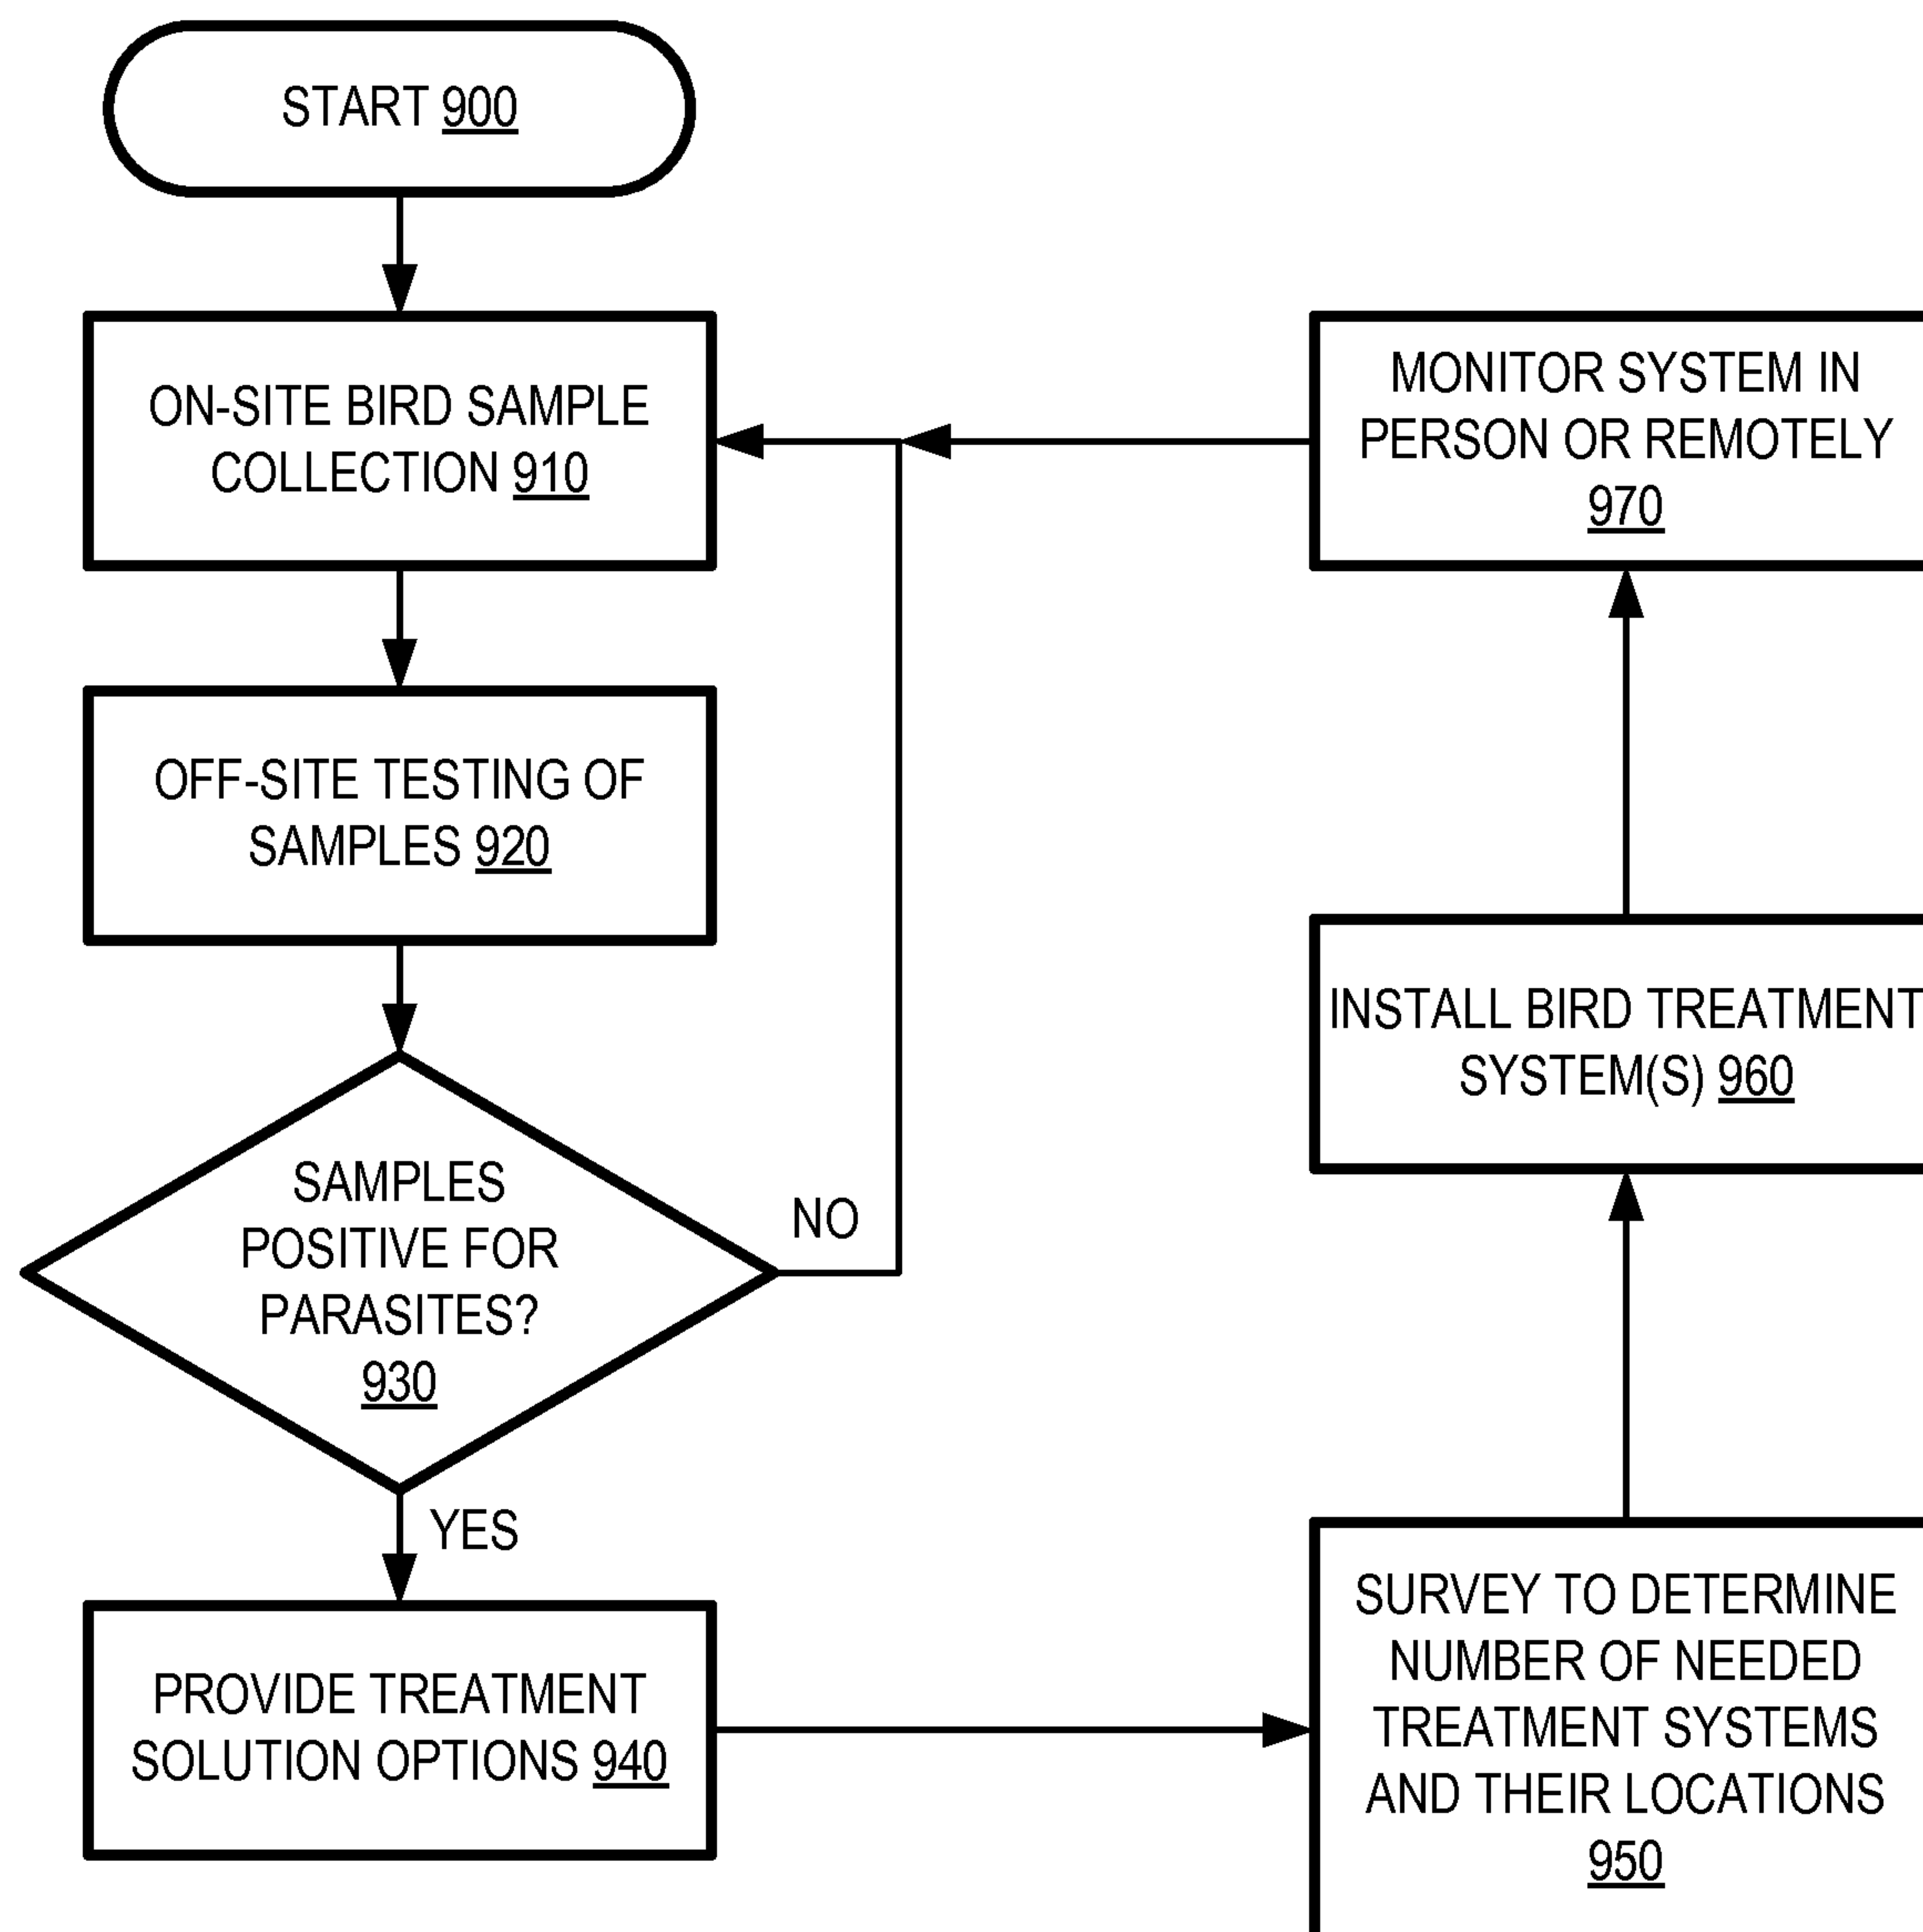 START 900
ON-SITE BIRD SAMPLE
COLLECTION 910
OFF-SITE TESTING OF
SAMPLES 920
SAMPLES
POSITIVE FOR
PARASITES?
930
NO
YES
PROVIDE TREATMENT
SOLUTION OPTIONS 940
SURVEY TO DETERMINE
NUMBER OF NEEDED
TREATMENT SYSTEMS
AND THEIR LOCATIONS
950
INSTALL BIRD TREATMENT
SYSTEM(S) 960
MONITOR SYSTEM IN
PERSON OR REMOTELY
970